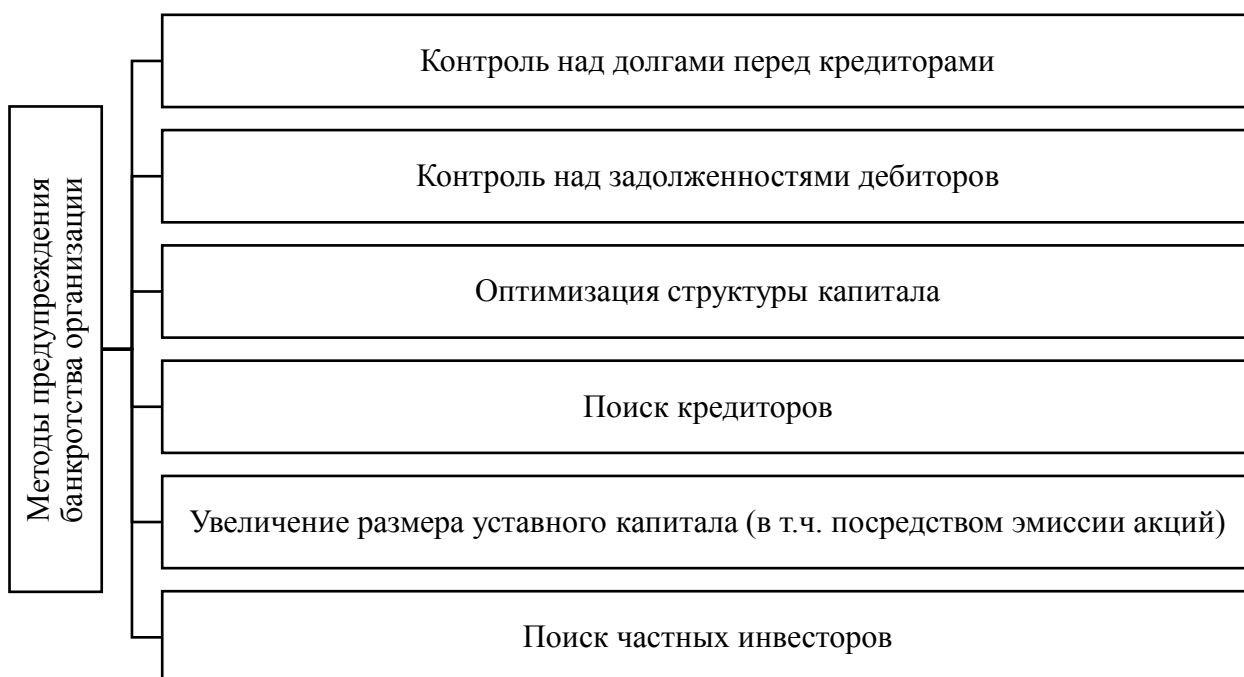 Методы предупреждения
банкротства организации
Контроль над долгами перед кредиторами
Контроль над задолженностями дебиторов
Оптимизация структуры капитала
Поиск кредиторов
Увеличение размера уставного капитала (в т.ч. посредством эмиссии акций)
Поиск частных инвесторов